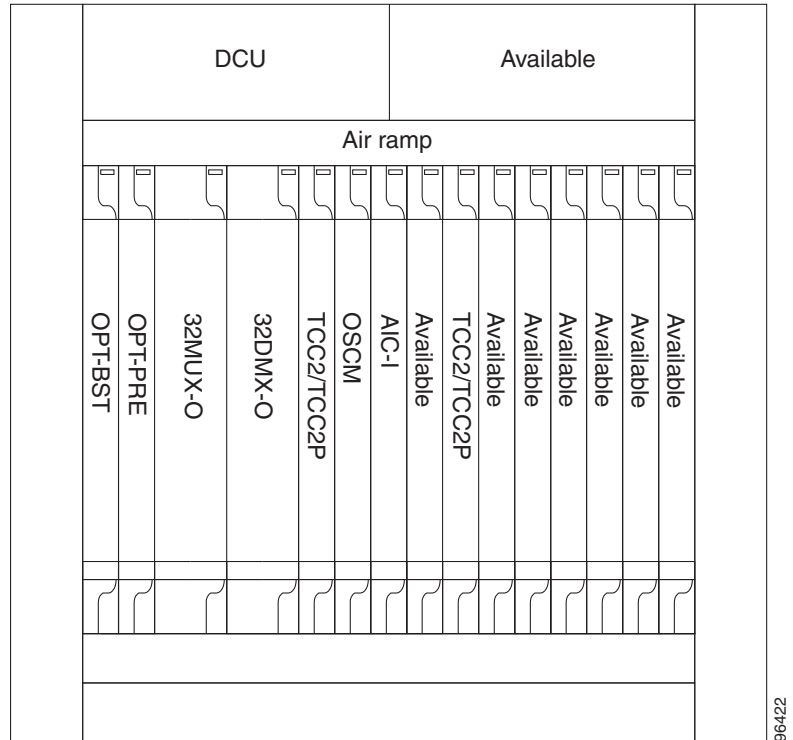 DCU
Available
Air ramp
OPT-BST
OPT-PRE
32MUX-O
32DMX-O
TCC2/TCC2P
OSCM
AIC-I
Available
TCC2/TCC2P
Available
Available
Available
Available
Available
Available
96422